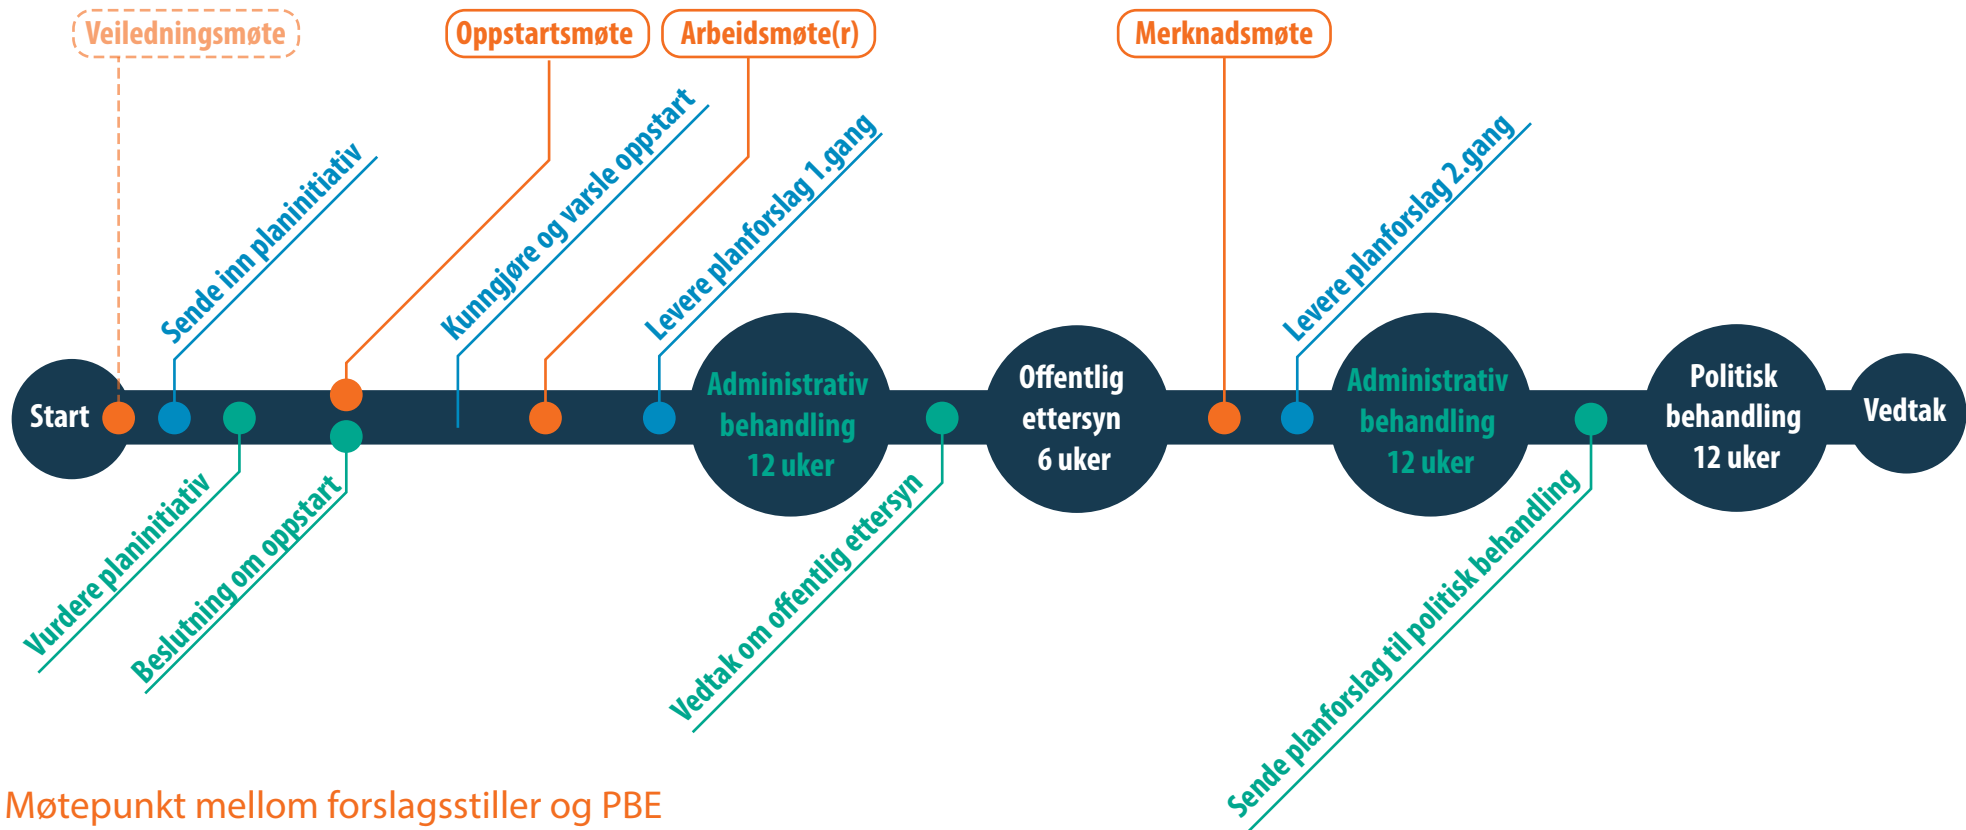 Veiledningsmøte
Oppstartsmøte
Arbeidsmøte(r)
Merknadsmøte
Sende inn planinitiativ
Kunngjøre og varsle oppstart
Levere planforslag 1.gang
Levere planforslag 2.gang
Start
Administrativ
behandling
12 uker
Offentlig
ettersyn
6 uker
Administrativ
behandling
12 uker
Politisk
behandling
12 uker
Vedtak
Vurdere planinitiativ
Beslutning om oppstart
Vedtak om offentlig ettersyn
Sende planforslag til politisk behandling
Møtepunkt mellom forslagsstiller og PBE